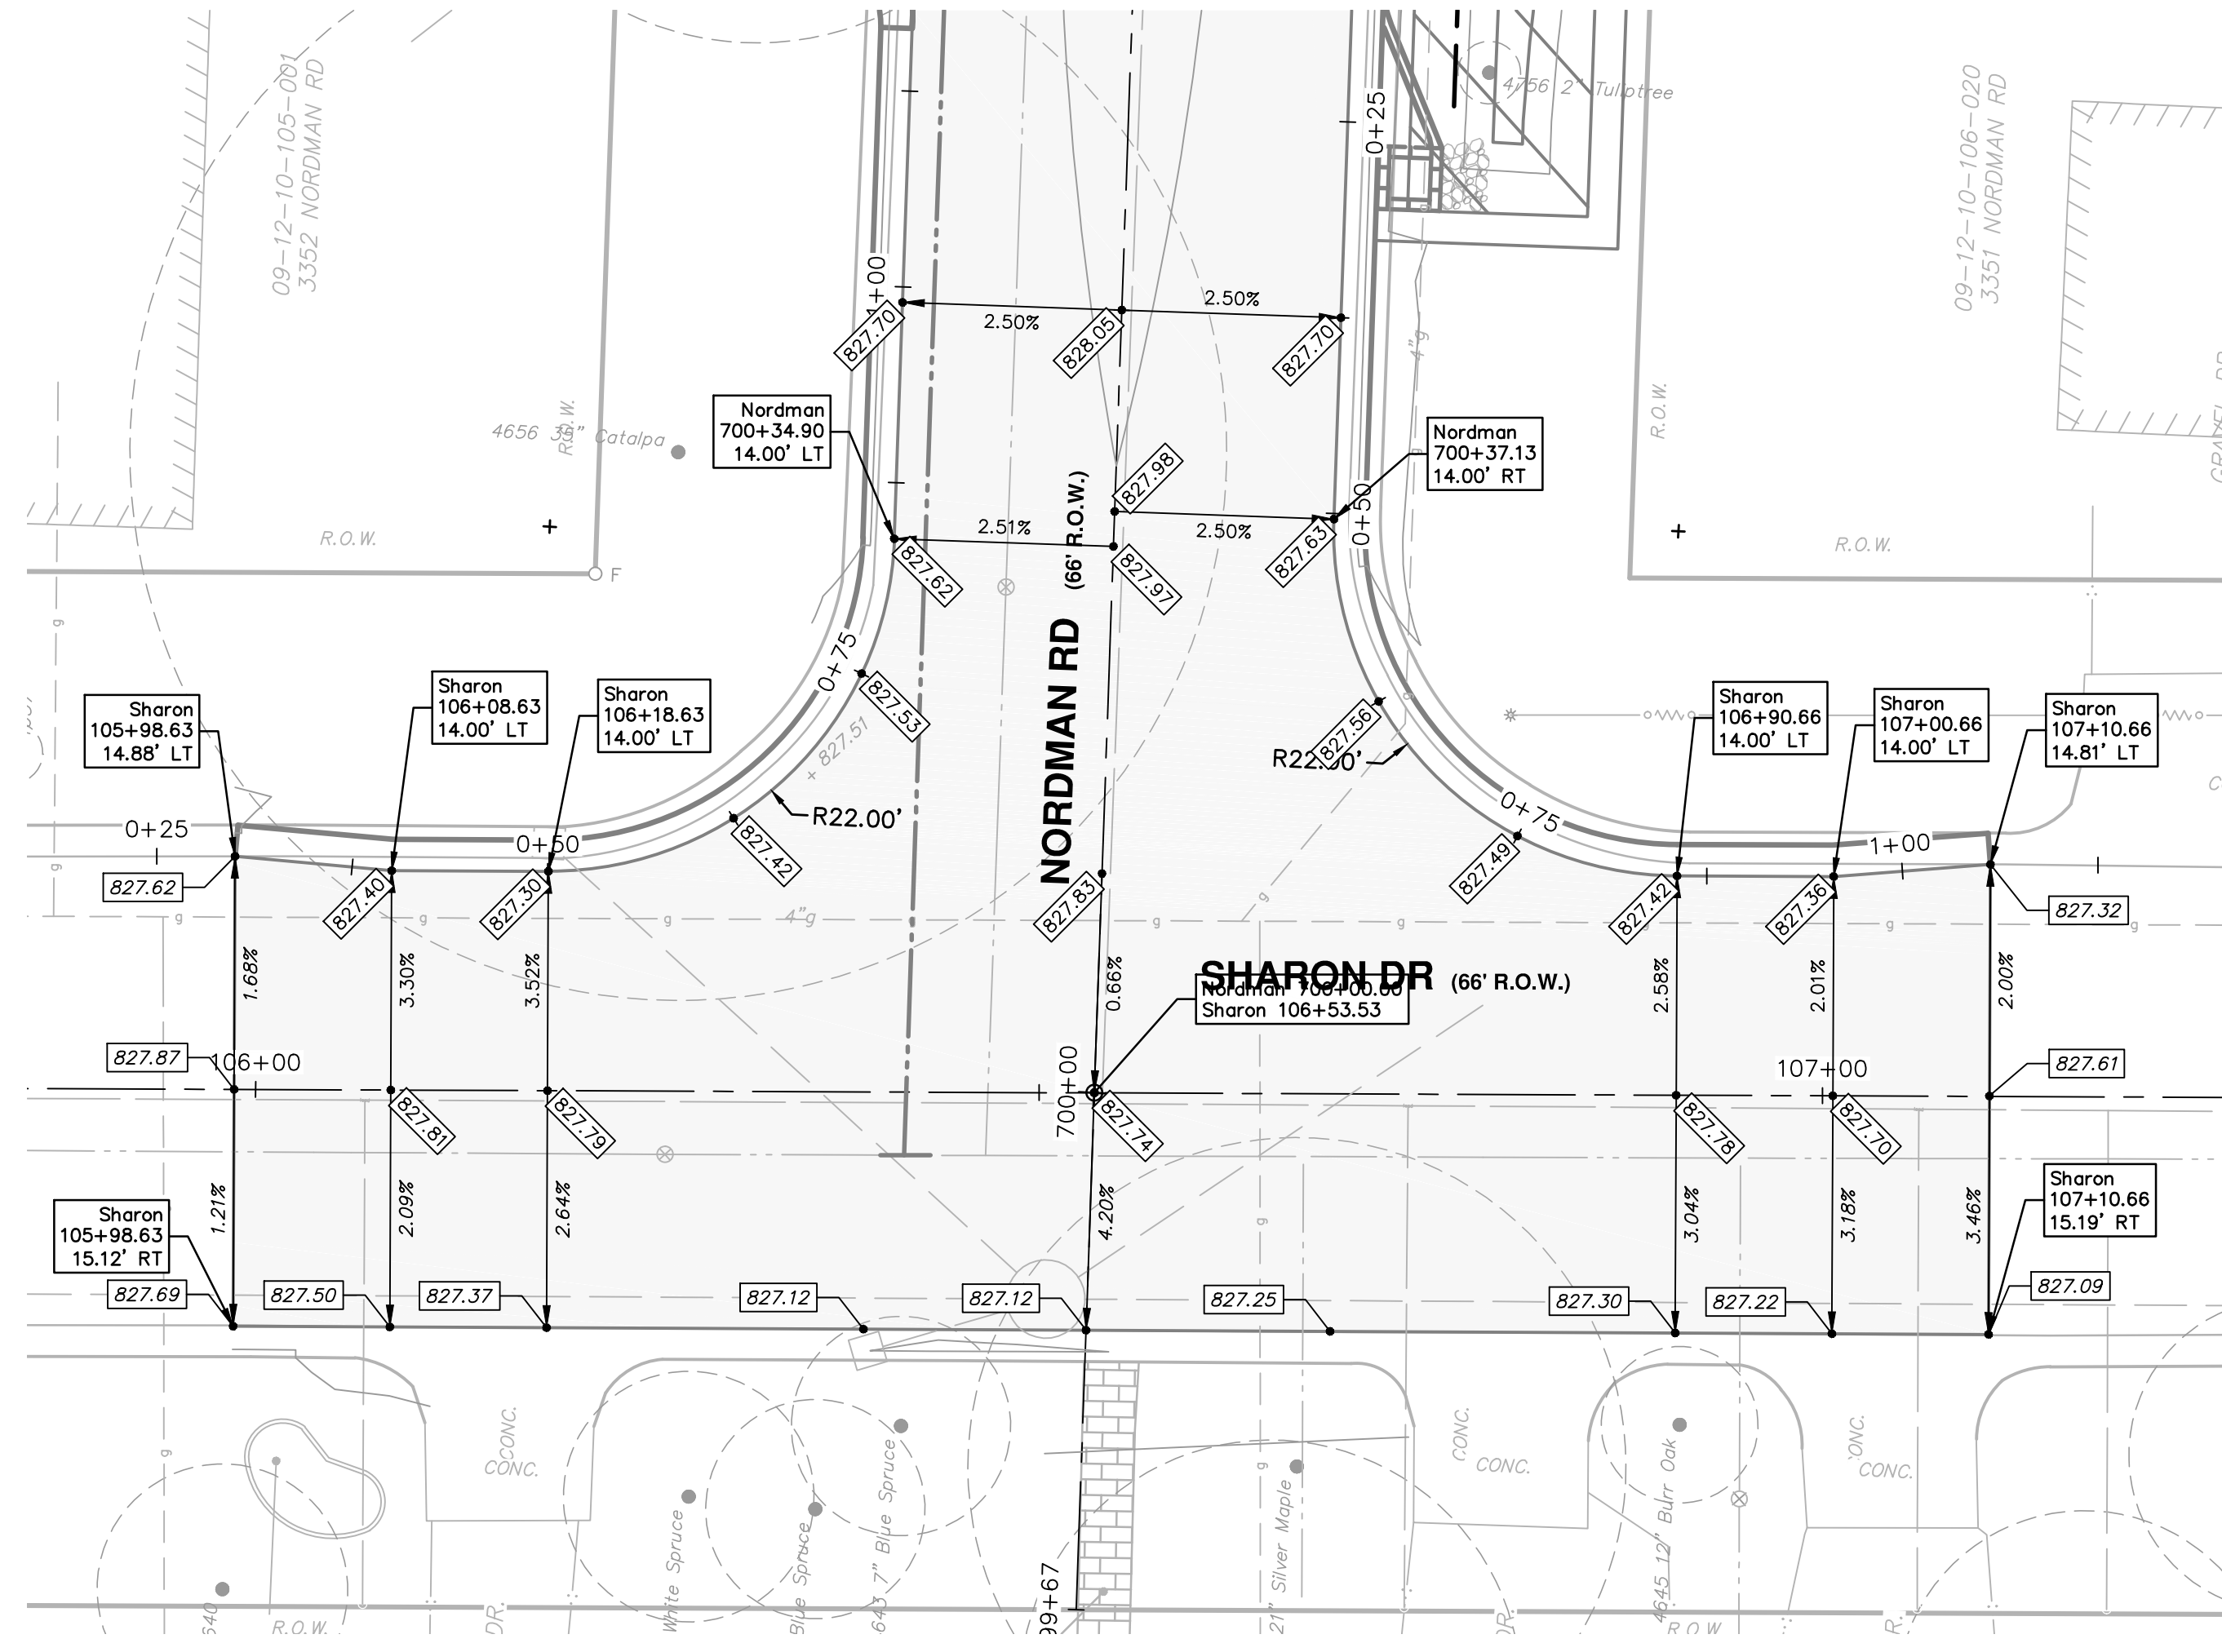 09-12-10-105-001
3352 NORDMAN RD
4756 2" Tuliptree
0+25
09-12-10-106-020
3351 NORDMAN RD
+00
2.50%
2.50%
827.70
828.05
827.70
4"g
R.O.W.
R.O.W.
4656 35" Catalpa
Nordman
700+34.90
14.00' LT
Nordman
700+37.13
14.00' RT
827.98
0+50
2.51%
2.50%
827.62
827.97
827.63
R.O.W.
R.O.W.
F
g
NORDMAN RD (66' R.O.W.)
0+75
827.53
+ 827.51
827.56
R22.00'
R22.00'
Sharon
105+98.63
14.88' LT
Sharon
106+08.63
14.00' LT
Sharon
106+18.63
14.00' LT
Sharon
106+90.66
14.00' LT
Sharon
107+00.66
14.00' LT
Sharon
107+10.66
14.81' LT
0+25
0+50
0+75
1+00
827.62
827.40
827.30
827.42
827.83
827.49
827.42
827.36
827.32
g
g
g
4"g
g
g
g
g
g
1.68%
3.30%
3.52%
0.66%
2.58%
2.01%
2.00%
SHARON DR (66' R.O.W.)
Nordman 700+00.00
Sharon 106+53.53
827.87
106+00
700+00
107+00
827.61
827.81
827.79
827.74
827.78
827.70
1.21%
2.09%
2.64%
4.20%
3.04%
3.18%
3.46%
Sharon
105+98.63
15.12' RT
Sharon
107+10.66
15.19' RT
827.69
827.50
827.37
827.12
827.12
827.25
827.30
827.22
827.09
g
g
g
CONC.
CONC.
CONC.
CONC.
CONC.
White Spruce
Blue Spruce
643 7" Blue Spruce
21" Silver Maple
4645 12" Burr Oak
99+67
640
R.O.W.
DR.
R.O.W